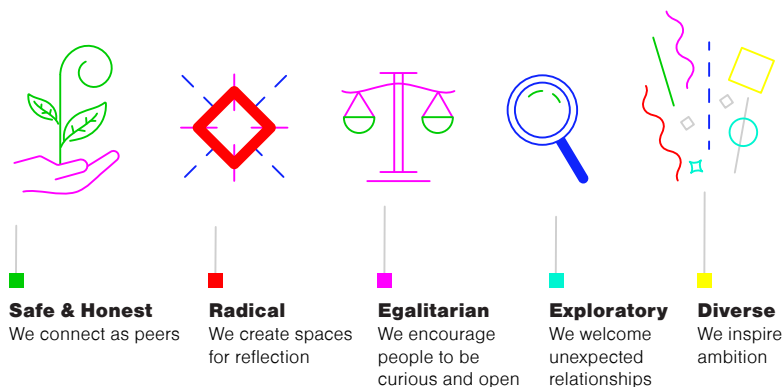 Safe & Honest
We connect as peers
Radical
We create spaces
for reflection
Egalitarian
We encourage
people to be
curious and open
Exploratory
We welcome
unexpected
relationships
Diverse
We inspire
ambition